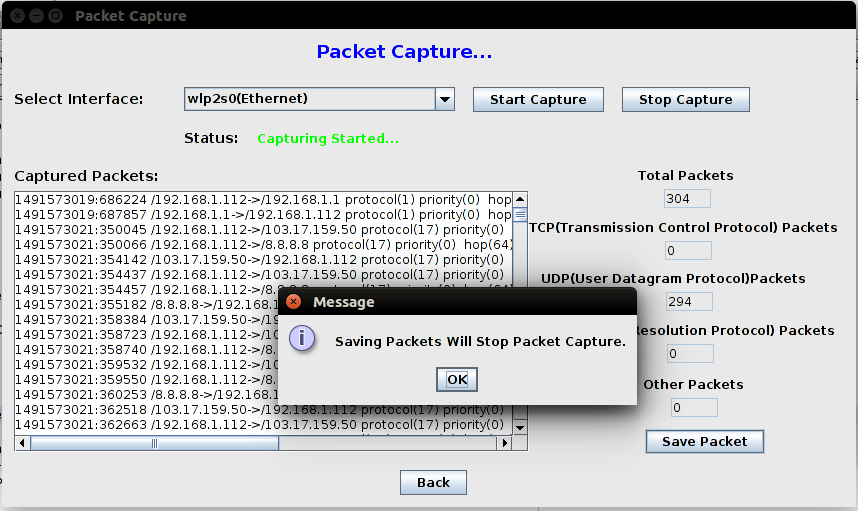 Packet Capture
Packet Capture...
Select Interface:
wlp2s0(Ethernet)
Start Capture
Stop Capture
Status:
Capturing Started...
Captured Packets:
1491573019:686224 /192.168.1.112->/192.168.1.1 protocol(1) priority(0)  hop
1491573019:687857 /192.168.1.1->/192.168.1.112 protocol(1) priority(0)  hop
1491573021:350045 /192.168.1.112->/103.17.159.50 protocol(17) priority(0)
1491573021:350066 /192.168.1.112->/8.8.8.8 protocol(17) priority(0)  hop(64)
1491573021:354142 /103.17.159.50->/192.168.1.112 protocol(17) priority(0)
1491573021:354437 /192.168.1.112->/103.17.159.50 protocol(17) priority(0)
1491573021:354457 /192.168.1.112->/8.8.8.8 protocol(17) priority(0)  hop(64)
1491573021:355182 /8.8.8.8->/192.168
1491573021:358384 /103.17.159.50->/19
1491573021:358723 /192.168.1.112->/10
1491573021:358740 /192.168.1.112->/8.
1491573021:359532 /192.168.1.112->/10
1491573021:359550 /192.168.1.112->/8.
1491573021:360253 /8.8.8.8->/192.168
1491573021:362518 /103.17.159.50->/192.168.1.112 protocol(17) priority(0)
1491573021:362663 /192.168.1.112->/103.17.159.50 protocol(17) priority(0)
Total Packets
304
TCP(Transmission Control Protocol) Packets
0
UDP(User Datagram Protocol)Packets
294
Resolution Protocol) Packets
0
Other Packets
0
Save Packet
Message
Saving Packets Will Stop Packet Capture.
OK
Back